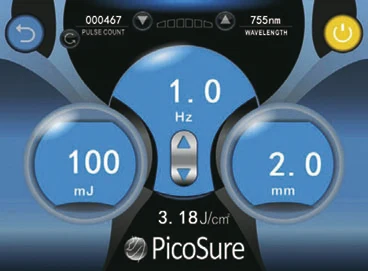 000467
PULSE COUNT
755nm
WAVELENGTH
1.0
Hz
100
mJ
2.0
mm
3.18J/c㎡
PicoSure